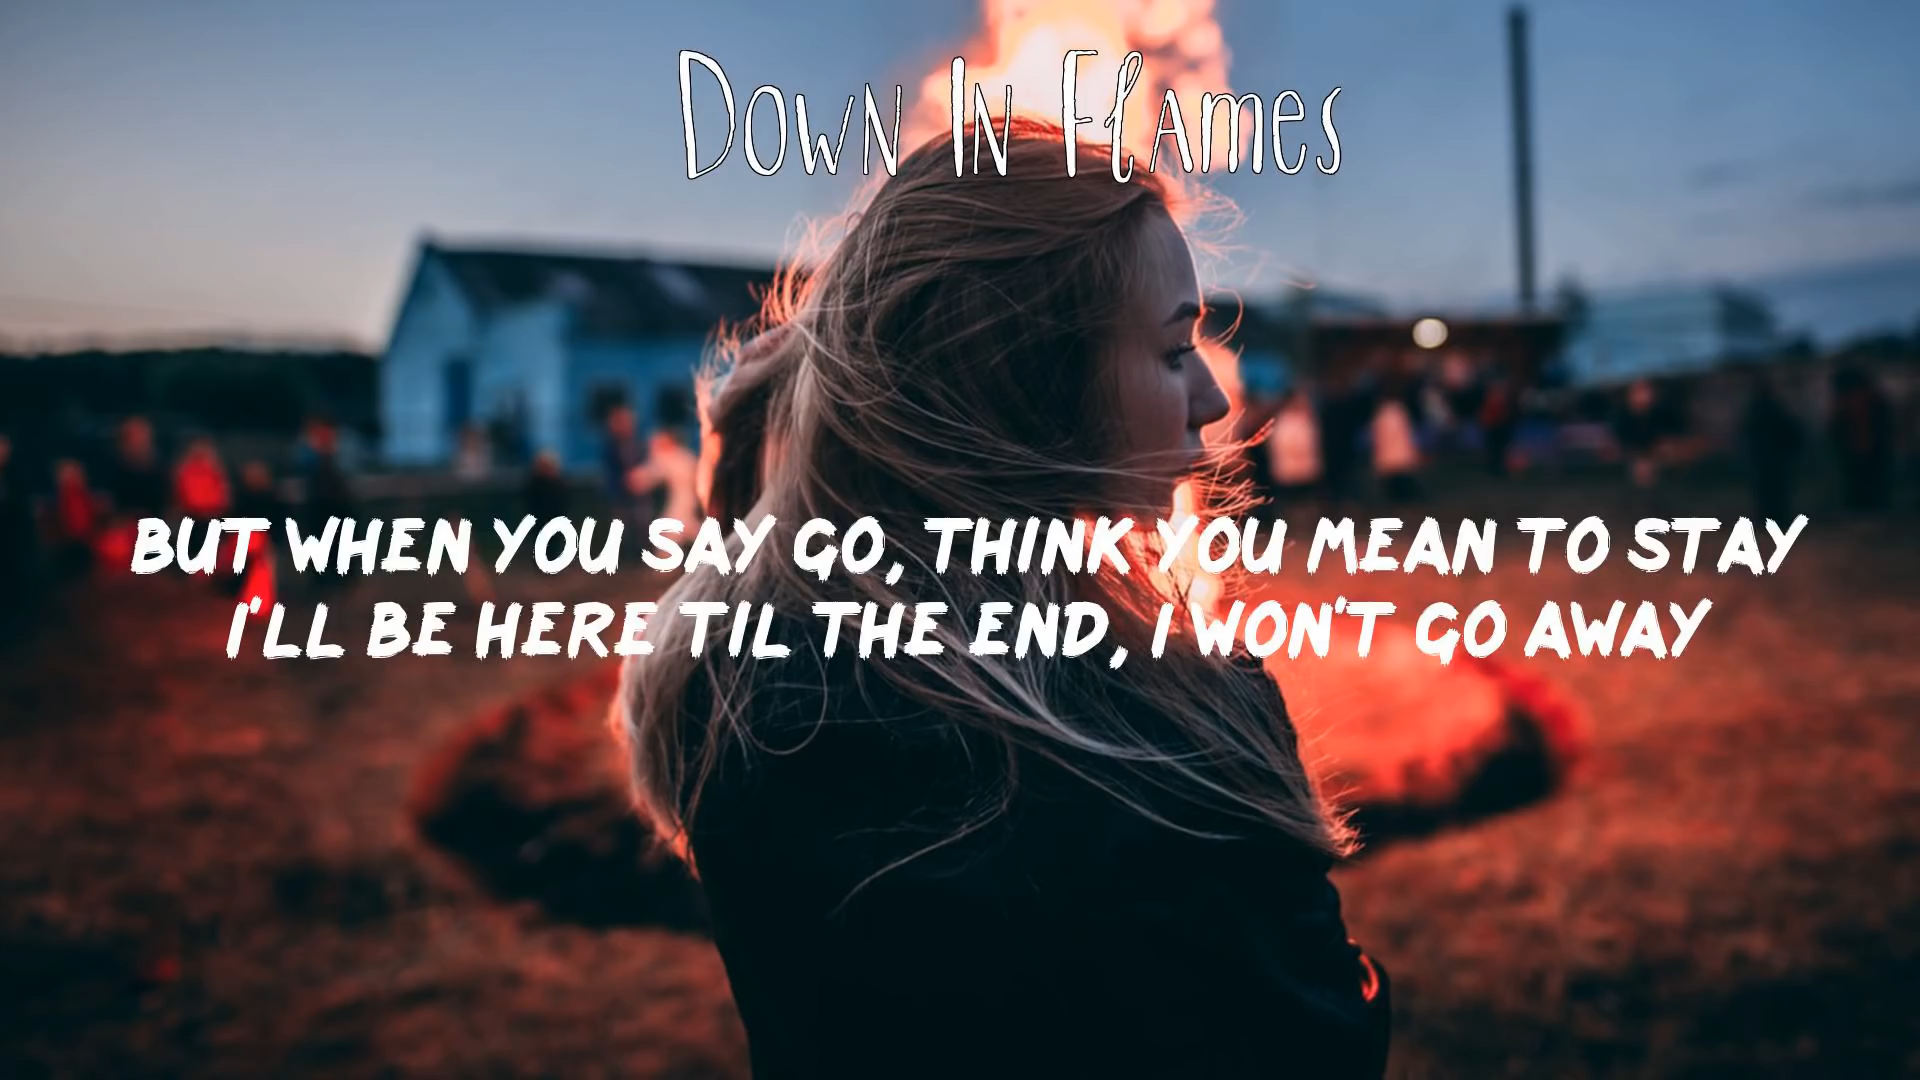 Down In Flames
BUT WHEN YOU SAY GO, THINK YOU MEAN TO STAY
I'LL BE HERE TIL THE END, I WON'T GO AWAY